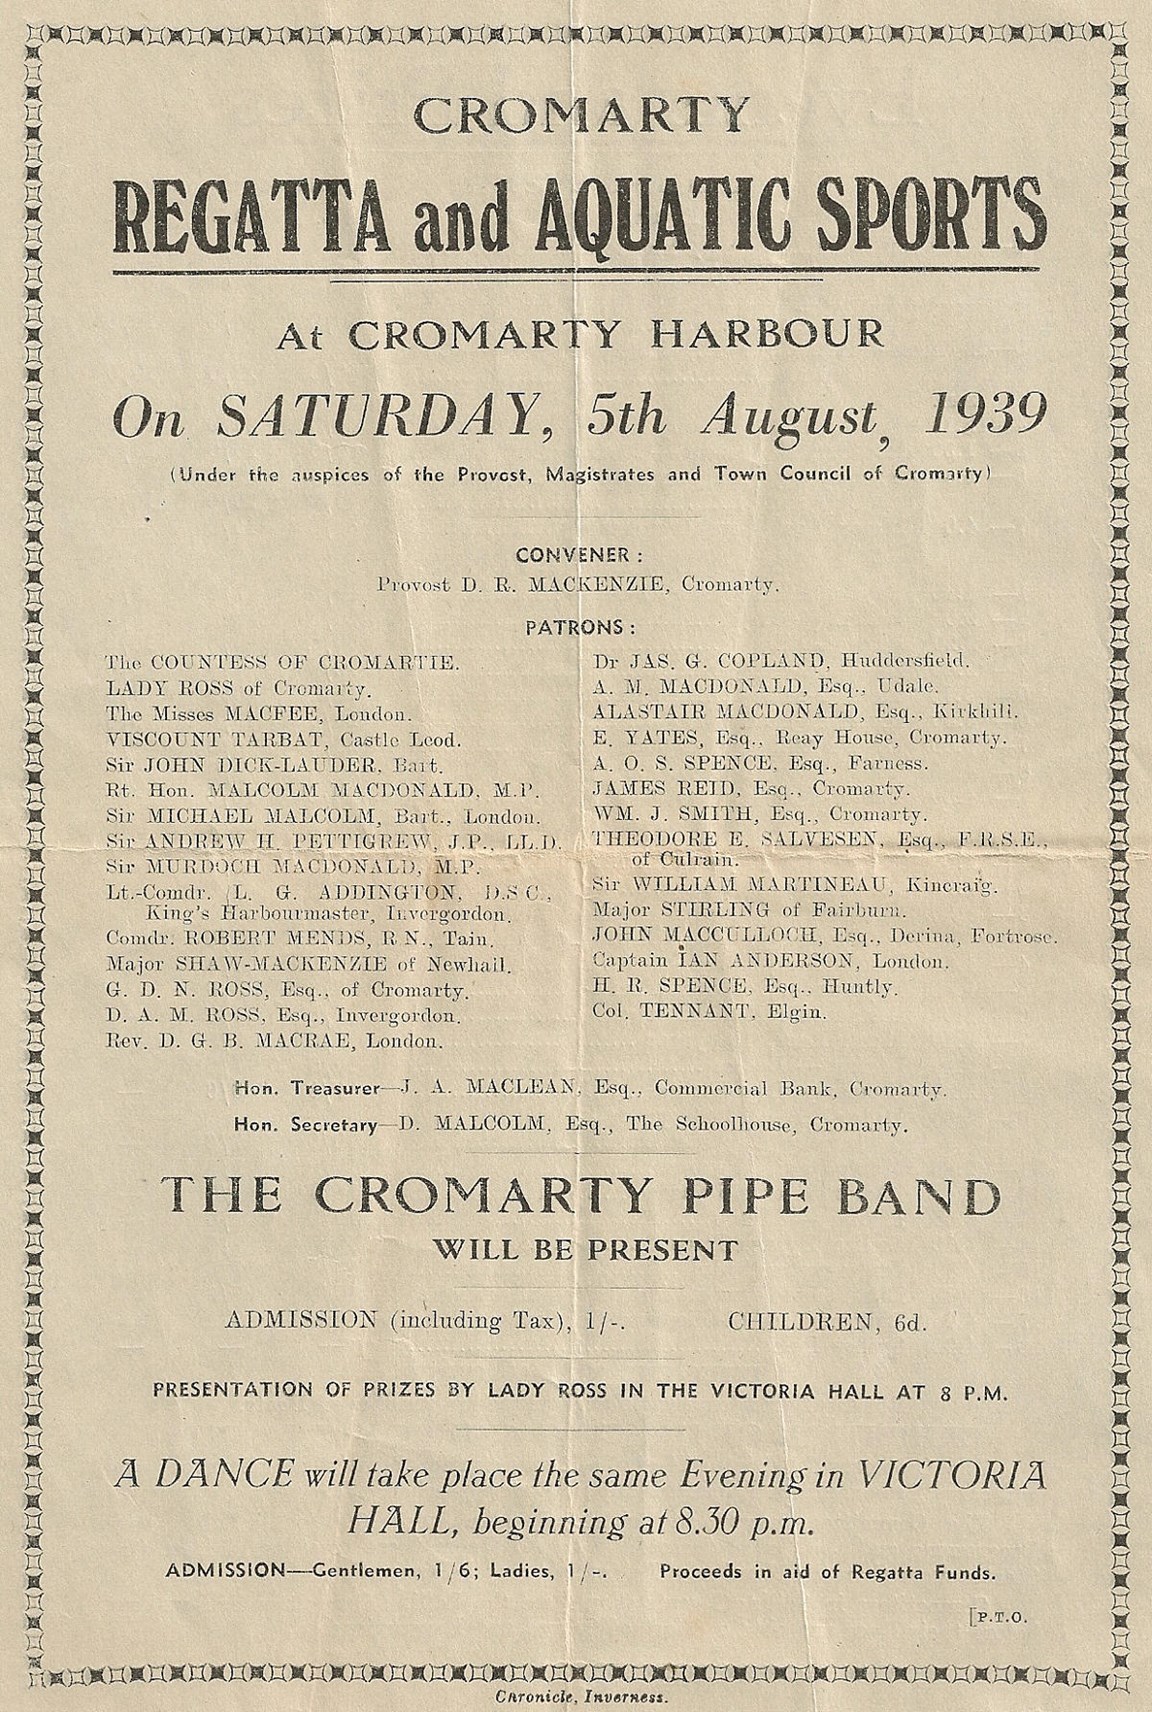 CROMARTY
REGATTA and AQUATIC SPORTS
At CROMARTY HARBOUR
On SATURDAY, 5th August, 1939
(Under the auspices of the Provost, Magistrates and Town Council of Cromarty)
CONVENER :
Provost D. R. MACKENZIE, Cromarty.
PATRONS :
The COUNTESS OF CROMARTIE.
LADY ROSS of Cromarty.
The Misses MACFEE, London.
VISCOUNT TARBAT, Castle Leod.
Sir JOHN DICK-LAUDER, Bart.
Rt. Hon. MALCOLM MACDONALD, M.P.
Sir MICHAEL MALCOLM, Bart., London.
Sir ANDREW H. PETTIGREW, J.P., LL.D.
Sir MURDOCH MACDONALD, M.P.
Lt.-Comdr. L. G. ADDINGTON, D.S.C.,
King's Harbourmaster, Invergordon.
Comdr. ROBERT MENDS, R.N., Tain.
Major SHAW-MACKENZIE of Newhall.
G. D. N. ROSS, Esq., of Cromarty.
D. A. M. ROSS, Esq., Invergordon.
Rev. D. G. B. MACRAE, London.
Dr JAS. G. COPLAND, Huddersfield.
A. M. MACDONALD, Esq., Udale.
ALASTAIR MACDONALD, Esq., Kirkhill.
E. YATES, Esq., Reay House, Cromarty.
A. O. S. SPENCE, Esq., Farness.
JAMES REID, Esq., Cromarty.
WM. J. SMITH, Esq., Cromarty.
THEODORE E. SALVESEN, Esq., F.R.S.E.,
of Culrain.
Sir WILLIAM MARTINEAU, Kincraig.
Major STIRLING of Fairburn.
JOHN MACCULLOCH, Esq., Derina, Fortrose.
Captain IAN ANDERSON, London.
H. R. SPENCE, Esq., Huntly.
Col. TENNANT, Elgin.
Hon. Treasurer—J. A. MACLEAN, Esq., Commercial Bank, Cromarty.
Hon. Secretary—D. MALCOLM, Esq., The Schoolhouse, Cromarty.
THE CROMARTY PIPE BAND
WILL BE PRESENT
ADMISSION (including Tax), 1/-. CHILDREN, 6d.
PRESENTATION OF PRIZES BY LADY ROSS IN THE VICTORIA HALL AT 8 P.M.
A DANCE will take place the same Evening in VICTORIA
HALL, beginning at 8.30 p.m.
ADMISSION—Gentlemen, 1/6; Ladies, 1/-. Proceeds in aid of Regatta Funds.
[P.T.O.
Chronicle, Inverness.